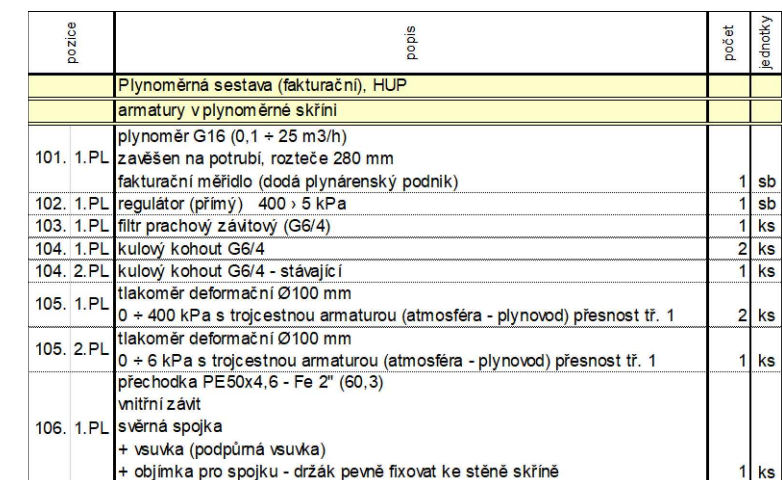 pozice popis počet jednotky
Plynoměrná sestava (fakturační), HUP
armatury v plynoměrné skříni
plynoměr G16 (0,1 ÷ 25 m3/h)
101. 1.PL zavěšen na potrubí, rozteče 280 mm
fakturační měřidlo (dodá plynárenský podnik) 1 sb
102. 1.PL regulátor (přímý) 400 › 5 kPa 1 sb
103. 1.PL filtr prachový závitový (G6/4) 1 ks
104. 1.PL kulový kohout G6/4 2 ks
104. 2.PL kulový kohout G6/4 - stávající 1 ks
105. 1.PL tlakoměr deformační Ø100 mm
0 ÷ 400 kPa s trojcestnou armaturou (atmosféra - plynovod) přesnost tř. 1 2 ks
105. 2.PL tlakoměr deformační Ø100 mm
0 ÷ 6 kPa s trojcestnou armaturou (atmosféra - plynovod) přesnost tř. 1 1 ks
přechodka PE50x4,6 - Fe 2" (60,3)
vnitřní závit
106. 1.PL svěrná spojka
+ vsuvka (podpůrná vsuvka)
+ objímka pro spojku - držák pevně fixovat ke stěně skříně 1 ks